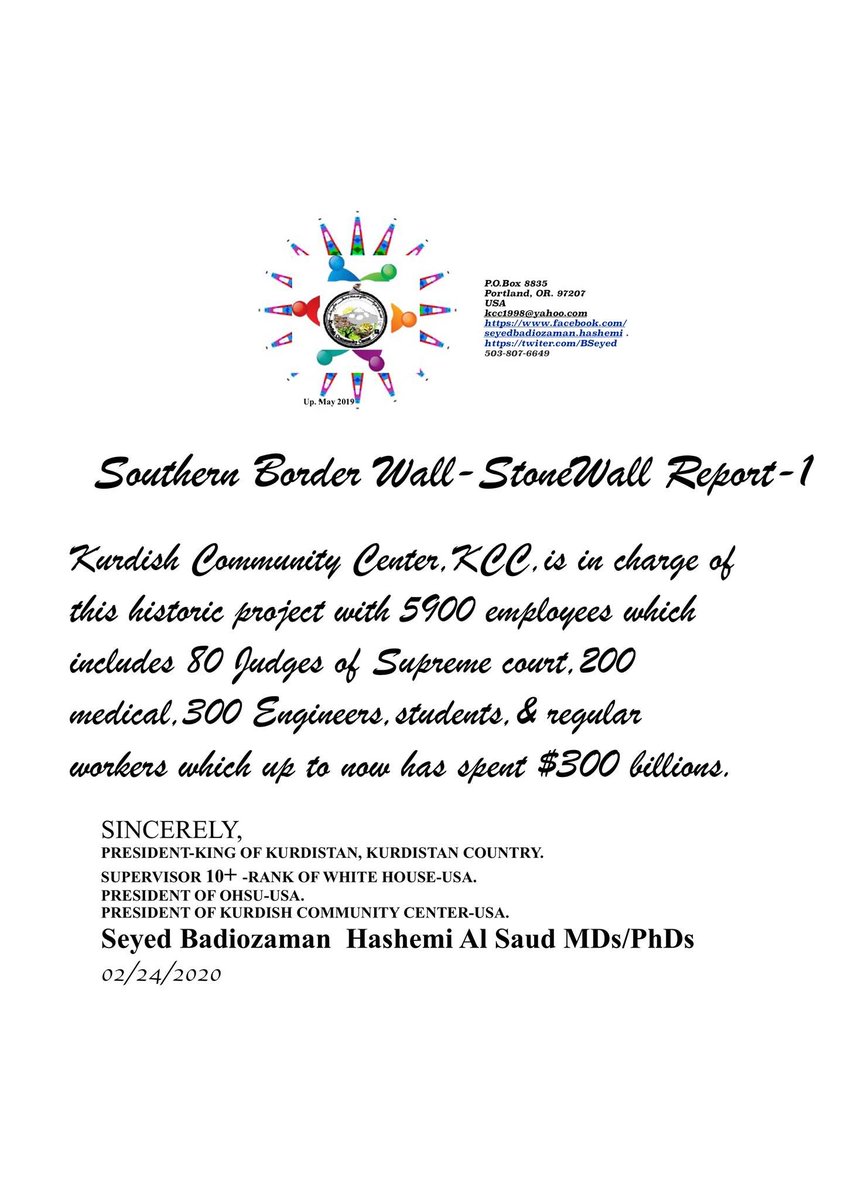 P.O.Box 8835
Portland, OR. 97207
USA
kcc1998@yahoo.com
https://www.facebook.com/
seyedbadiozaman.hashemi .
https://twiter.com/BSeyed
503-807-6649
Up. May 2019
Southern Border Wall-StoneWall Report-1
Kurdish Community Center,KCC,is in charge of
this historic project with 5900 employees which
includes 80 Judges of Supreme court,200
medical,300 Engineers,students,& regular
workers which up to now has spent $300 billions.
SINCERELY,
PRESIDENT-KING OF KURDISTAN, KURDISTAN COUNTRY.
SUPERVISOR 10+ -RANK OF WHITE HOUSE-USA.
PRESIDENT OF OHSU-USA.
PRESIDENT OF KURDISH COMMUNITY CENTER-USA.
Seyed Badiozaman Hashemi Al Saud MDs/PhDs
02/24/2020